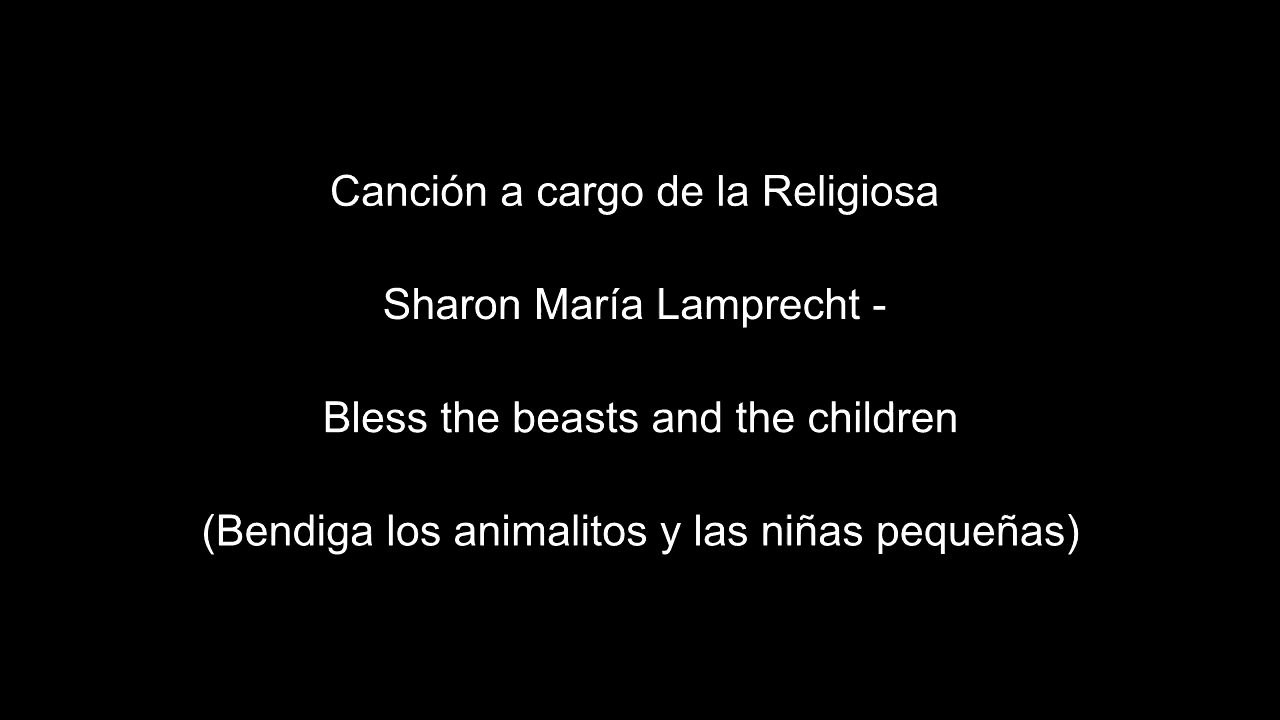 Canción a cargo de la Religiosa
Sharon María Lamprecht -
Bless the beasts and the children
(Bendiga los animalitos y las niñas pequeñas)